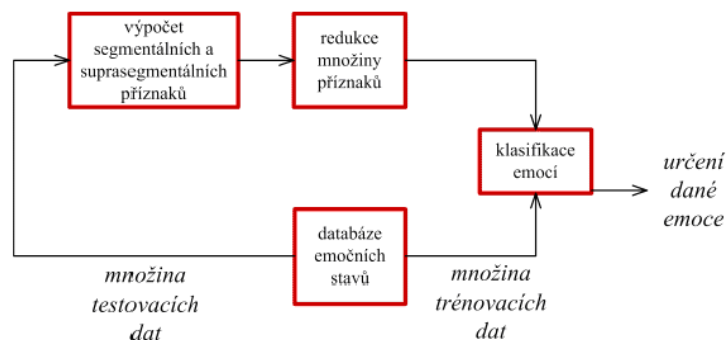 výpočet
segmentálních a
suprasegmentálních
příznaků
redukce
množiny
příznaků
klasifikace
emocí
určení
dané
emoce
databáze
emočních
stavů
množina
testovacích
dat
množina
trénovacích
dat